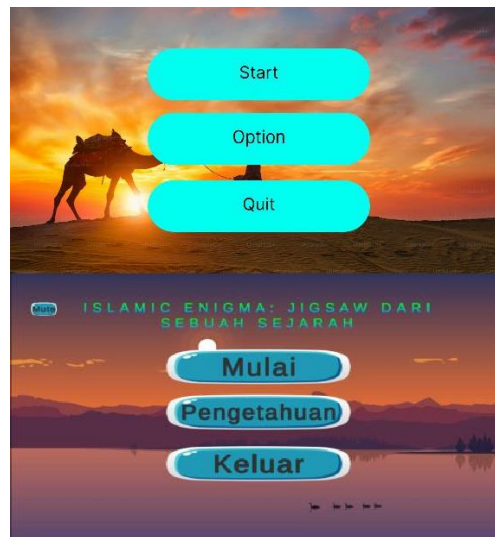 Start
Option
Quit
Mute
ISLAMIC ENIGMA: JIGSAW DARI
SEBUAH SEJARAH
Mulai
Pengetahuan
Keluar